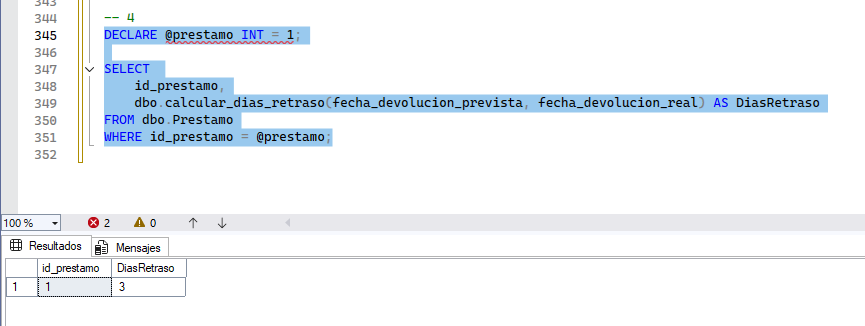 343
344 -- 4
345 DECLARE @prestamo INT = 1;
346
347 SELECT
348 id_prestamo,
349 dbo.calcular_dias_retraso(fecha_devolucion_prevista, fecha_devolucion_real) AS DiasRetraso
350 FROM dbo.Prestamo
351 WHERE id_prestamo = @prestamo;
352
100 % 2 0
Resultados Mensajes
id_prestamo DiasRetraso
1 1 3